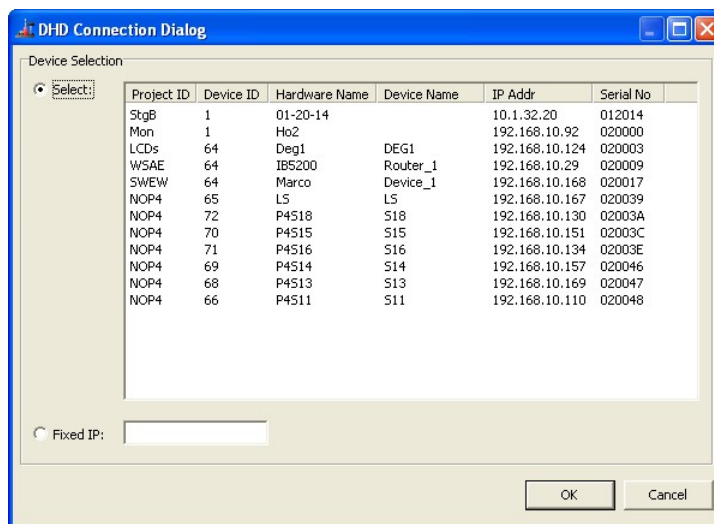 DHD Connection Dialog
Device Selection
Select:
Project ID Device ID Hardware Name Device Name IP Addr Serial No
StgB 1 01-20-14 10.1.32.20 012014
Mon 1 Ho2 192.168.10.92 020000
LCDs 64 Deg1 DEG1 192.168.10.124 020003
WSAE 64 IB5200 Router_1 192.168.10.29 020009
SWEW 64 Marco Device_1 192.168.10.168 020017
NOP4 65 LS LS 192.168.10.167 020039
NOP4 72 P4S18 S18 192.168.10.130 02003A
NOP4 70 P4S15 S15 192.168.10.151 02003C
NOP4 71 P4S16 S16 192.168.10.134 02003E
NOP4 69 P4S14 S14 192.168.10.157 020046
NOP4 68 P4S13 S13 192.168.10.169 020047
NOP4 66 P4S11 S11 192.168.10.110 020048
Fixed IP:
OK Cancel